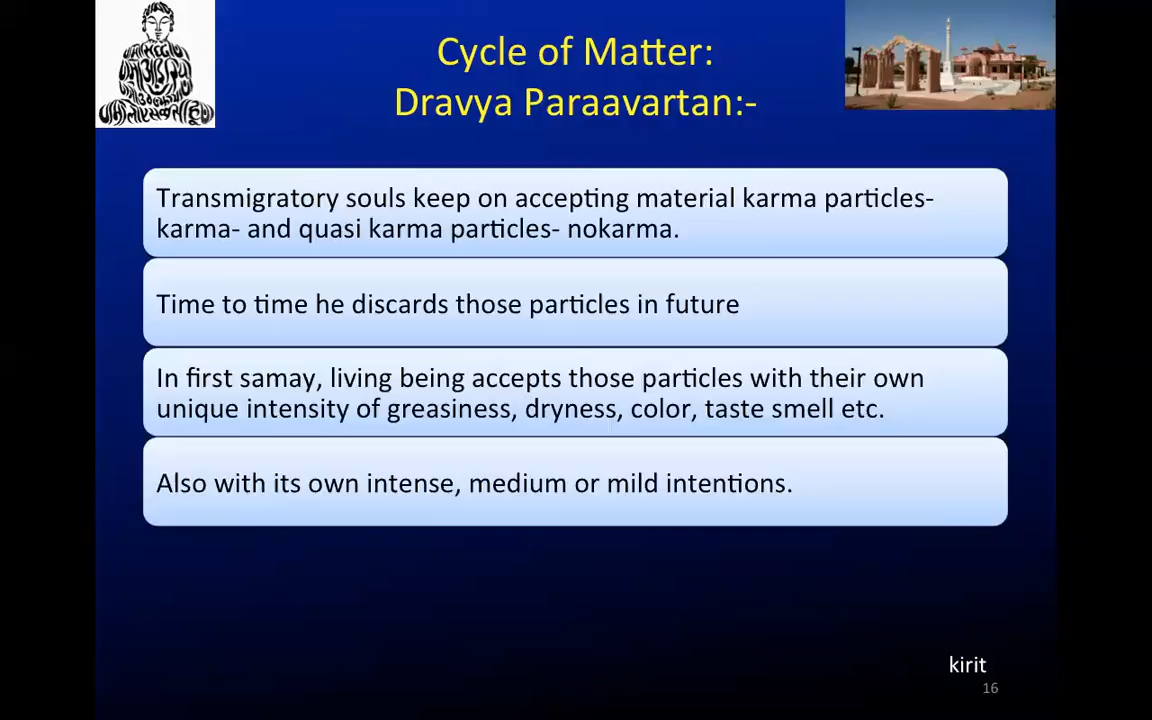 Cycle of Matter:
Dravya Paraavartan:-
Transmigratory souls keep on accepting material karma particles-
karma- and quasi karma particles- nokarma.
Time to time he discards those particles in future
In first samay, living being accepts those particles with their own
unique intensity of greasiness, dryness, color, taste smell etc.
Also with its own intense, medium or mild intentions.
kirit
16